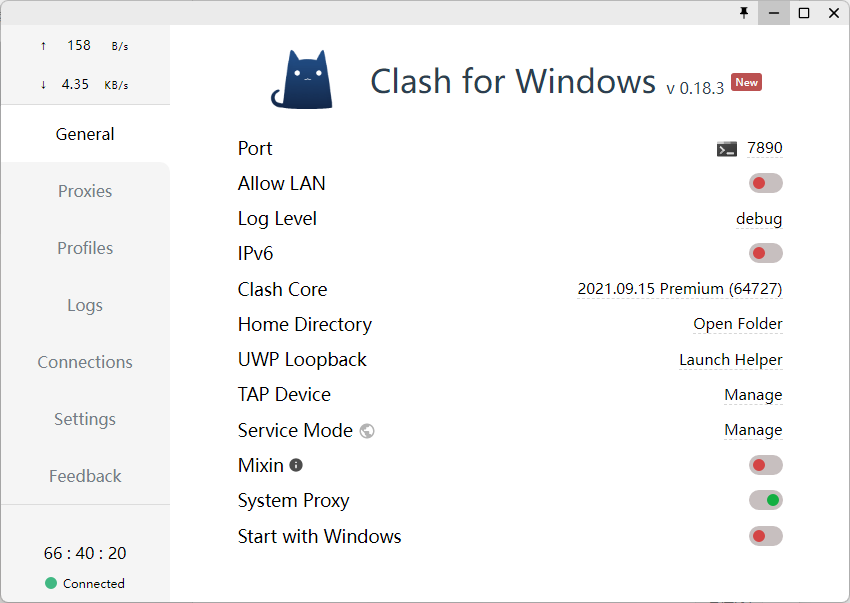 ↑ 158 B/s
↓ 4.35 KB/s
General
Proxies
Profiles
Logs
Connections
Settings
Feedback
66 : 40 : 20
Connected
Clash for Windows v 0.18.3 New
Port 7890
Allow LAN
Log Level debug
IPv6
Clash Core 2021.09.15 Premium (64727)
Home Directory Open Folder
UWP Loopback Launch Helper
TAP Device Manage
Service Mode Manage
Mixin
System Proxy
Start with Windows